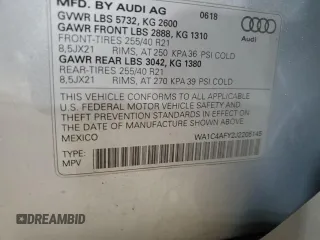 MFD. BY AUDI AG 0618
GVWR LBS 5732, KG 2600
GAWR FRONT LBS 2888, KG 1310 Audi
FRONT-TIRES 255/40 R21
8,5JX21 RIMS, AT 250 KPA 36 PSI COLD
GAWR REAR LBS 3042, KG 1380
REAR-TIRES 255/40 R21
8,5JX21 RIMS, AT 270 KPA 39 PSI COLD
THIS VEHICLE CONFORMS TO ALL APPLICABLE
U.S. FEDERAL MOTOR VEHICLE SAFETY AND
THEFT PREVENTION STANDARDS IN EFFECT ON
THE DATE OF MANUFACTURE SHOWN ABOVE.
MEXICO
TYPE:
MPV
DREAMBID